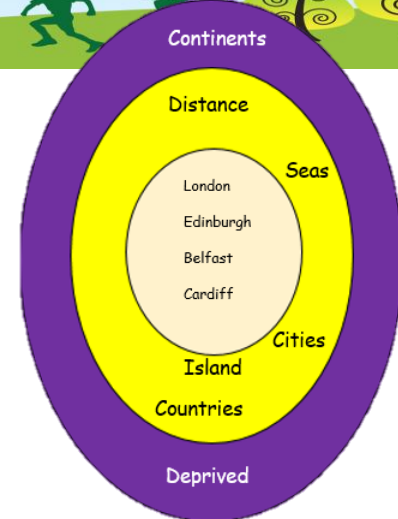 Continents
Distance
Seas
London
Edinburgh
Belfast
Cardiff
Cities
Island
Countries
Deprived